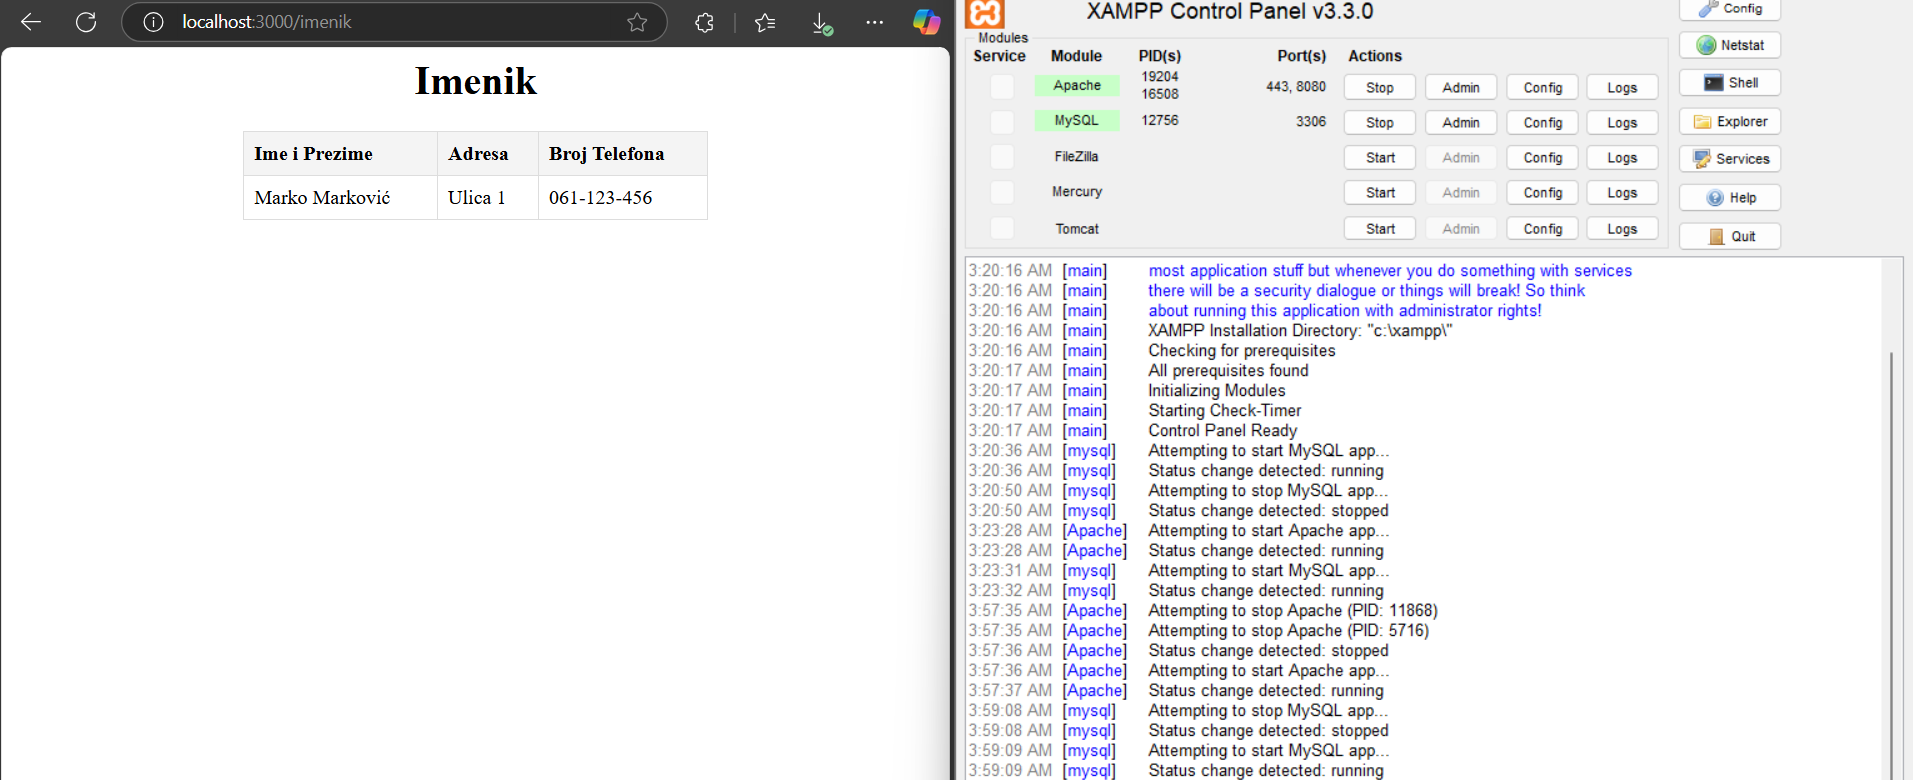 localhost:3000/imenik
Imenik
Ime i Prezime Adresa Broj Telefona
Marko Marković Ulica 1 061-123-456
XAMPP Control Panel v3.3.0
Modules
Service Module PID(s) Port(s) Actions
Apache 19204 16508 443, 8080 Stop Admin Config Logs
MySQL 12756 3306 Stop Admin Config Logs
FileZilla Start Admin Config Logs
Mercury Start Admin Config Logs
Tomcat Start Admin Config Logs
Config
Netstat
Shell
Explorer
Services
Help
Quit
3:20:16 AM [main] most application stuff but whenever you do something with services
3:20:16 AM [main] there will be a security dialogue or things will break! So think
3:20:16 AM [main] about running this application with administrator rights!
3:20:16 AM [main] XAMPP Installation Directory: "c:\xampp\"
3:20:16 AM [main] Checking for prerequisites
3:20:17 AM [main] All prerequisites found
3:20:17 AM [main] Initializing Modules
3:20:17 AM [main] Starting Check-Timer
3:20:17 AM [main] Control Panel Ready
3:20:36 AM [mysql] Attempting to start MySQL app...
3:20:36 AM [mysql] Status change detected: running
3:20:50 AM [mysql] Attempting to stop MySQL app...
3:20:50 AM [mysql] Status change detected: stopped
3:23:28 AM [Apache] Attempting to start Apache app...
3:23:28 AM [Apache] Status change detected: running
3:23:31 AM [mysql] Attempting to start MySQL app...
3:23:32 AM [mysql] Status change detected: running
3:57:35 AM [Apache] Attempting to stop Apache (PID: 11868)
3:57:35 AM [Apache] Attempting to stop Apache (PID: 5716)
3:57:36 AM [Apache] Status change detected: stopped
3:57:36 AM [Apache] Attempting to start Apache app...
3:57:37 AM [Apache] Status change detected: running
3:59:08 AM [mysql] Attempting to stop MySQL app...
3:59:08 AM [mysql] Status change detected: stopped
3:59:09 AM [mysql] Attempting to start MySQL app...
3:59:09 AM [mysql] Status change detected: running